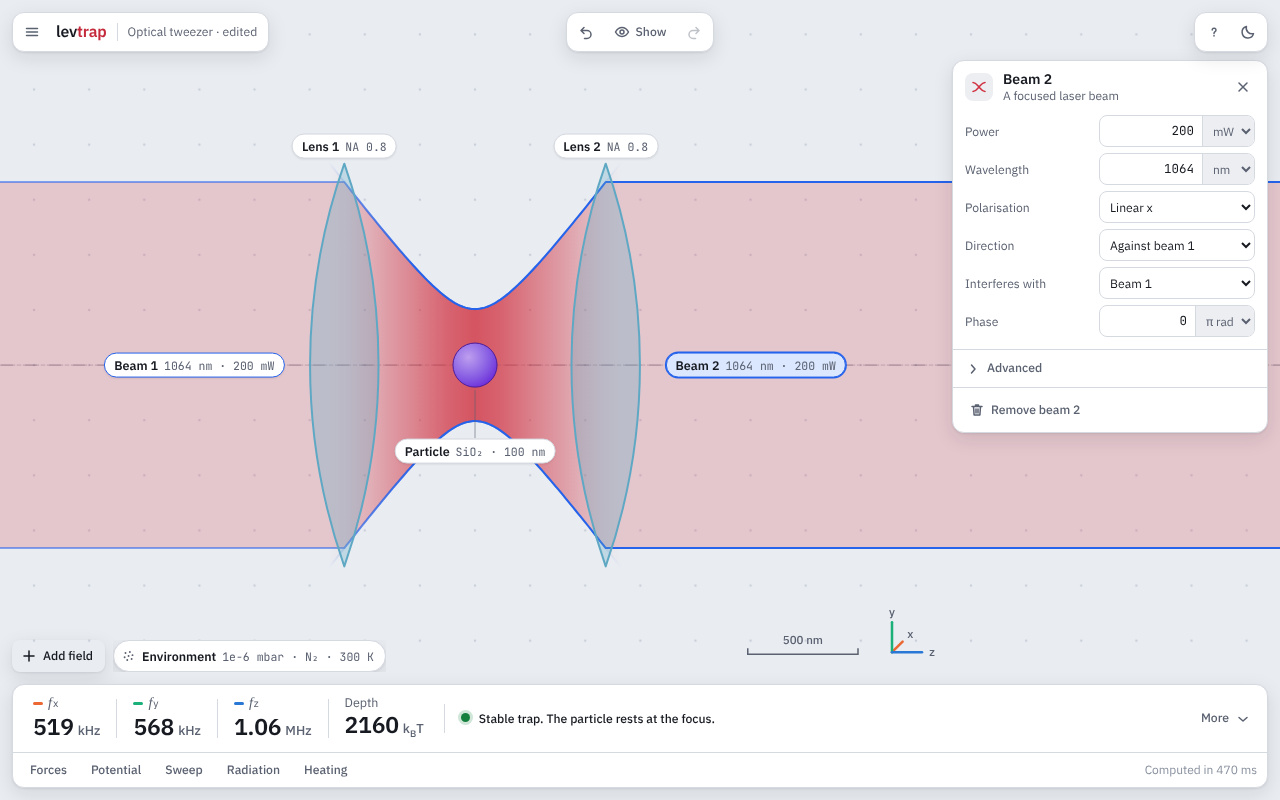 levtrap
Optical tweezer · edited
Show
?
Beam 2
A focused laser beam
Power 200 mW
Wavelength 1064 nm
Polarisation Linear x
Direction Against beam 1
Interferes with Beam 1
Phase 0 π rad
Advanced
Remove beam 2
Lens 1 NA 0.8
Lens 2 NA 0.8
Beam 1 1064 nm · 200 mW
Beam 2 1064 nm · 200 mW
Particle SiO₂ · 100 nm
500 nm
y
x
z
Add field
Environment 1e-6 mbar · N₂ · 300 K
fx
519 kHz
fy
568 kHz
fz
1.06 MHz
Depth
2160 k_BT
Stable trap. The particle rests at the focus.
More
Forces Potential Sweep Radiation Heating
Computed in 470 ms